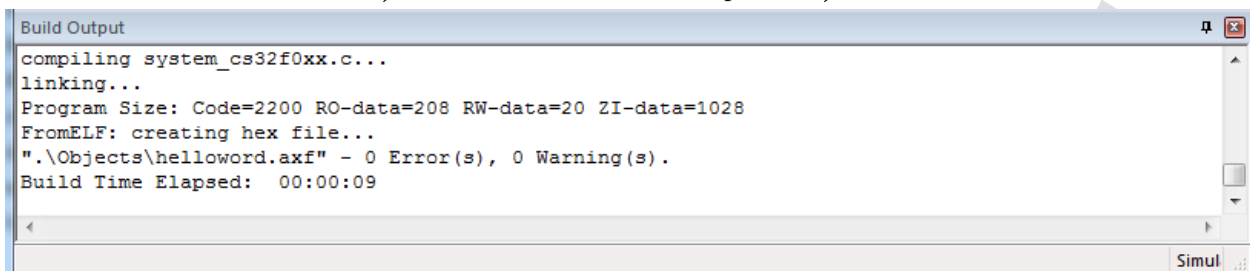 Build Output
compiling system_cs32f0xx.c...
linking...
Program Size: Code=2200 RO-data=208 RW-data=20 ZI-data=1028
FromELF: creating hex file...
".\Objects\helloword.axf" - 0 Error(s), 0 Warning(s).
Build Time Elapsed:  00:00:09
Simul